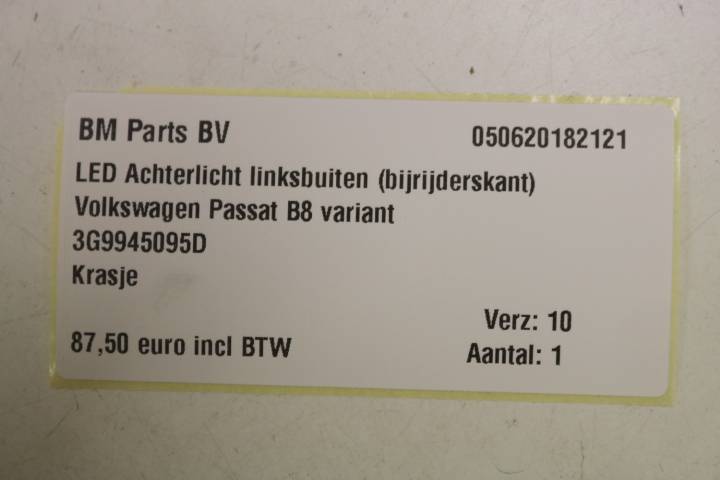 BM Parts BV 050620182121
LED Achterlicht linksbuiten (bijrijderskant)
Volkswagen Passat B8 variant
3G9945095D
Krasje
Verz: 10
87,50 euro incl BTW Aantal: 1